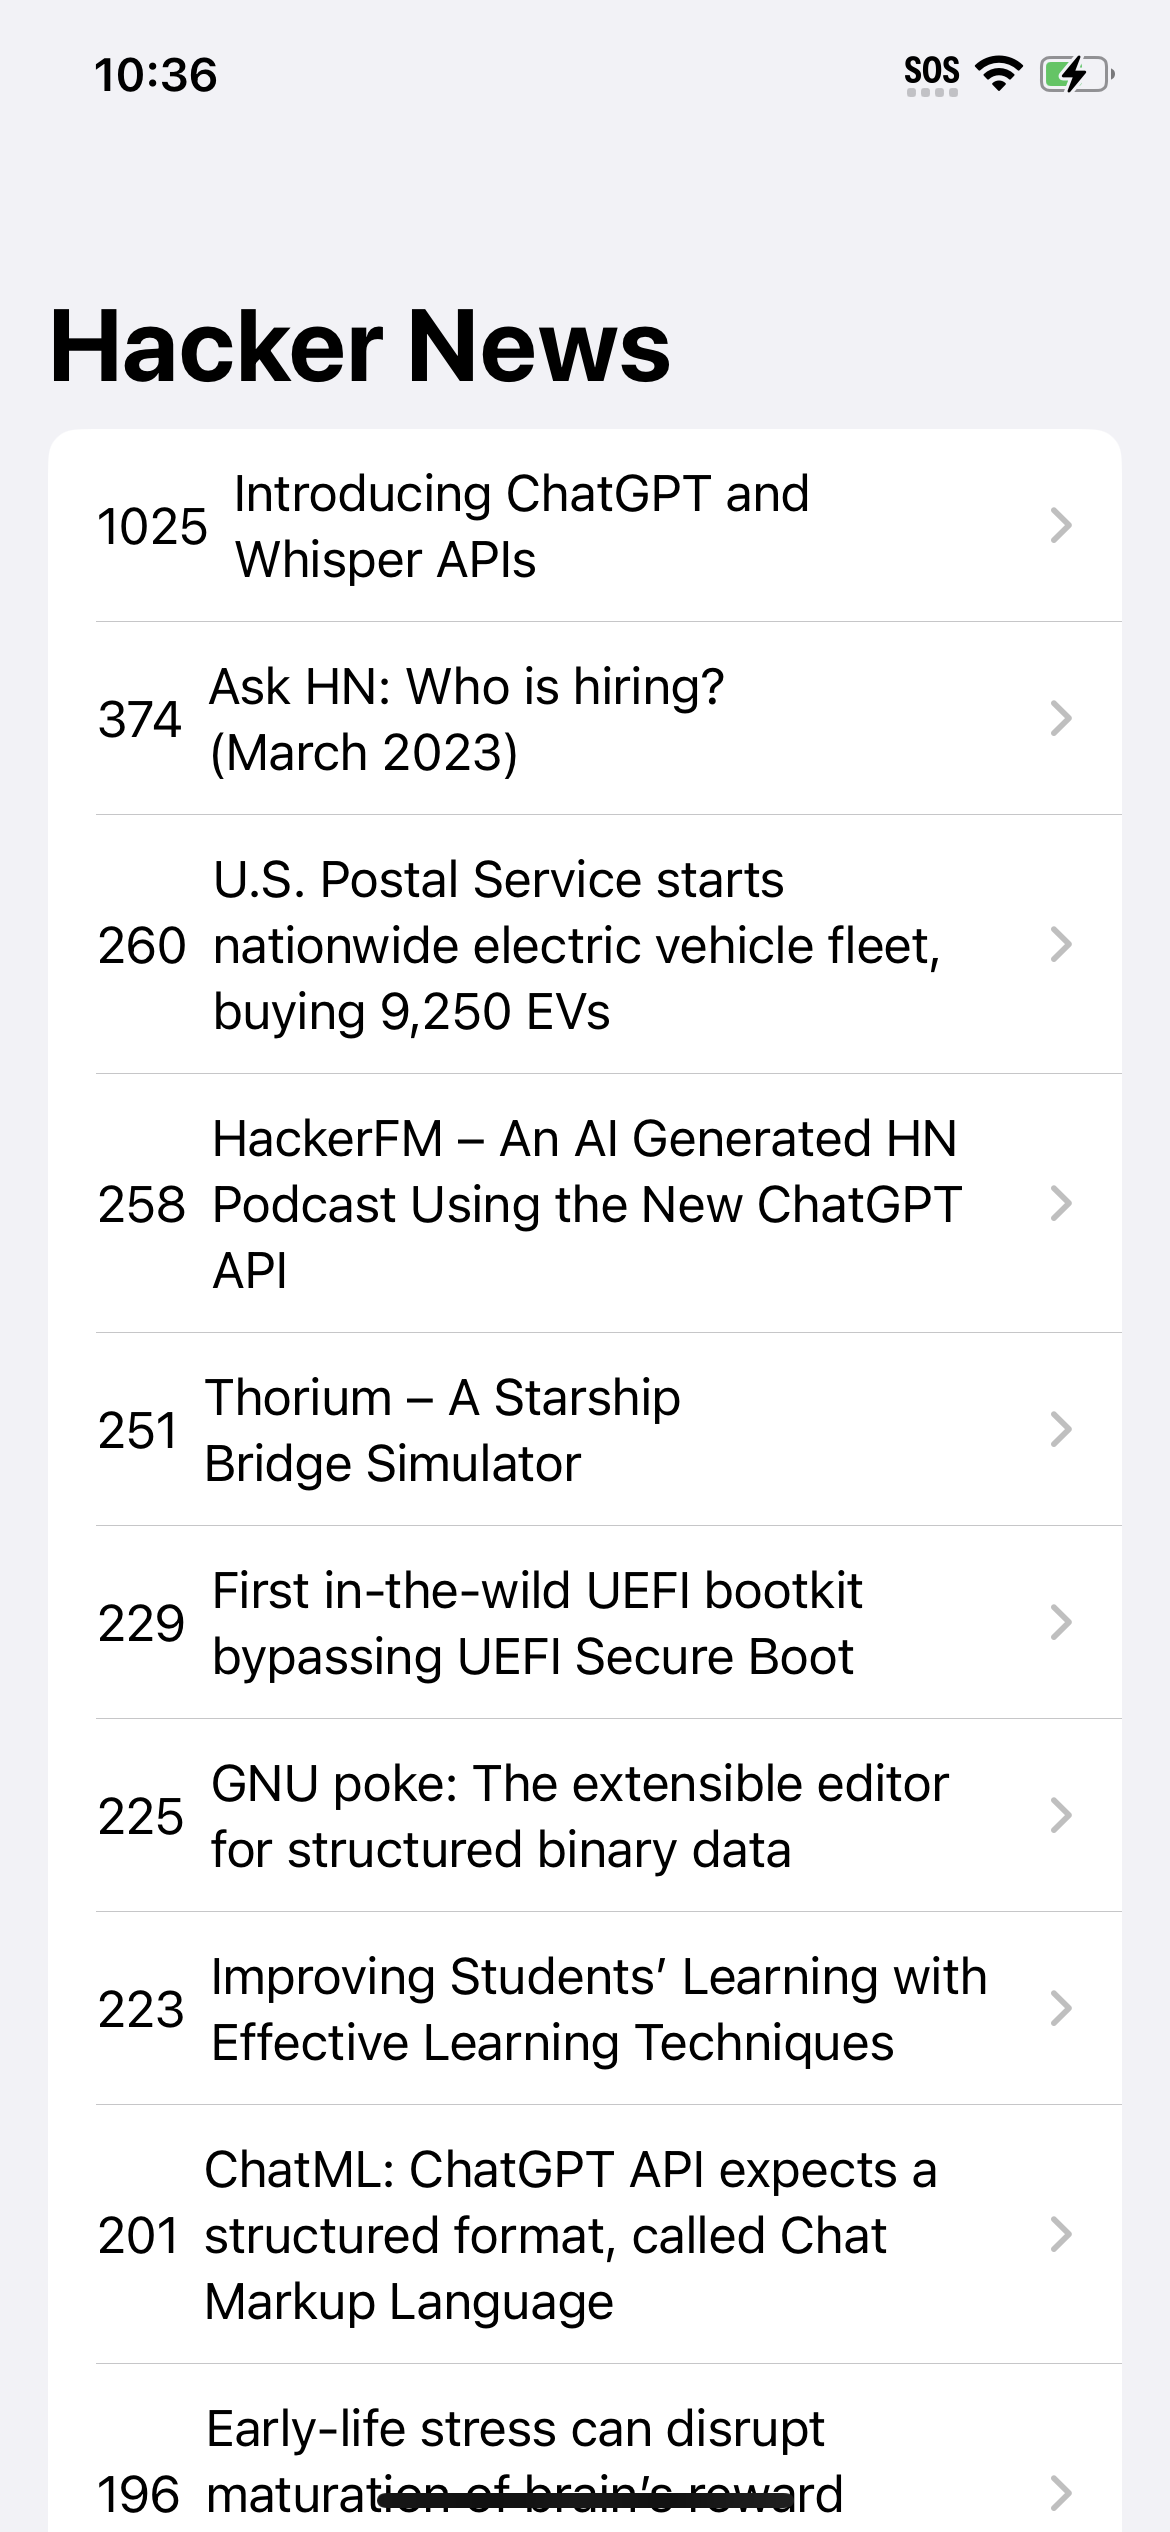 10:36
SOS
Hacker News
1025
Introducing ChatGPT and
Whisper APIs
374
Ask HN: Who is hiring?
(March 2023)
260
U.S. Postal Service starts
nationwide electric vehicle fleet,
buying 9,250 EVs
258
HackerFM – An AI Generated HN
Podcast Using the New ChatGPT
API
251
Thorium – A Starship
Bridge Simulator
229
First in-the-wild UEFI bootkit
bypassing UEFI Secure Boot
225
GNU poke: The extensible editor
for structured binary data
223
Improving Students’ Learning with
Effective Learning Techniques
201
ChatML: ChatGPT API expects a
structured format, called Chat
Markup Language
196
Early-life stress can disrupt
maturation of brain’s reward